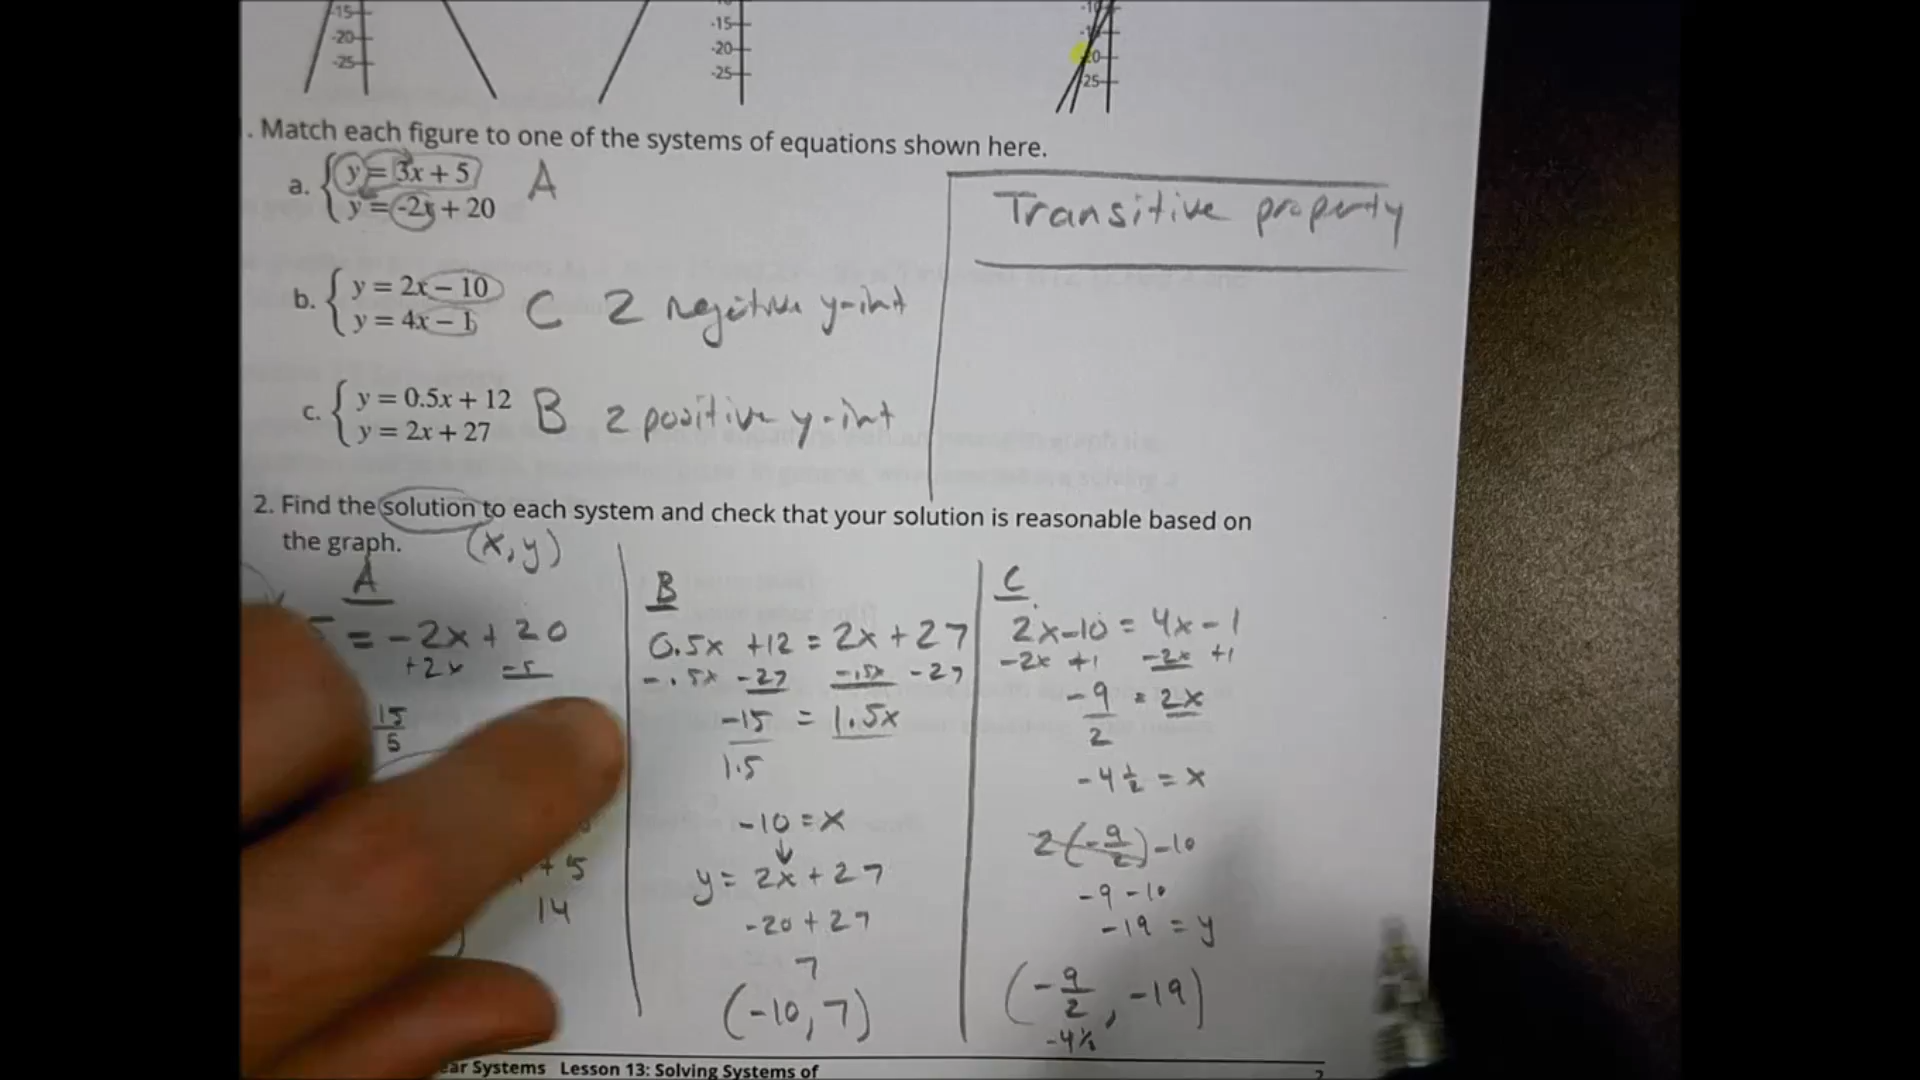 -15
-20
-25
-15
-20
-25
-10
25
. Match each figure to one of the systems of equations shown here.
a. y = 3x + 5 A
y = -2x + 20
Transitive property
b. y = 2x – 10 C 2 negative y-int
y = 4x – 1
c. y = 0.5x + 12 B 2 positive y-int
y = 2x + 27
2. Find the solution to each system and check that your solution is reasonable based on
the graph. (x, y)
A
= -2x + 20
+2x -5
15
5
+ 5
14
B
0.5x +12 = 2x + 27
-.5x -27 -.5x -27
-15 = 1.5x
1.5
-10 = x
y = 2x + 27
-20 + 27
7
(-10, 7)
C
2x-10 = 4x - 1
-2x +1 -2x +1
-9 = 2x
2
-4 1/2 = x
2(-9/2) -10
-9 -10
-19 = y
(-9/2, -19)
-4 1/2
ear Systems Lesson 13: Solving Systems of